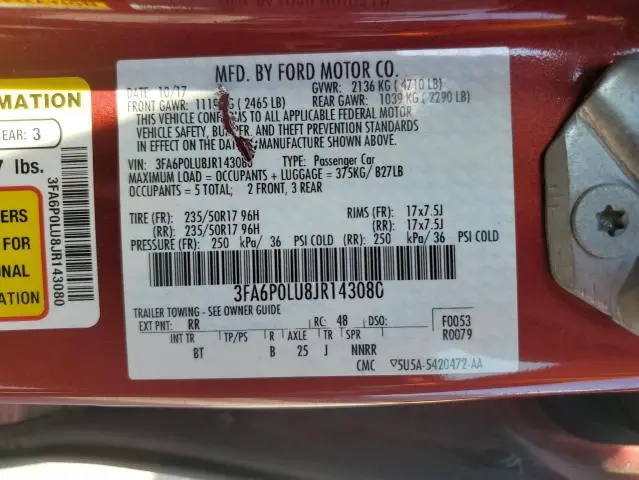 MFD. BY FORD MOTOR CO.
DATE: 10/17 GVWR: 2136 KG ( 4710 LB)
FRONT GAWR: KG ( 2465 LB) REAR GAWR: 1039 KG ( 2290 LB)
THIS VEHICLE CONFORMS TO ALL APPLICABLE FEDERAL MOTOR
VEHICLE SAFETY, BUMPER, AND THEFT PREVENTION STANDARDS
IN EFFECT ON THE DATE OF MANUFACTURE SHOWN ABOVE.
VIN: 3FA6P0LU8JR143080 TYPE: Passenger Car
MAXIMUM LOAD = OCCUPANTS + LUGGAGE = 375KG/ 827LB
OCCUPANTS = 5 TOTAL; 2 FRONT, 3 REAR
TIRE (FR): 235/50R17 96H RIMS (FR): 17x7.5J
(RR): 235/50R17 96H (RR): 17x7.5J
PRESSURE (FR): 250 kPa/ 36 PSI COLD (RR): 250 kPa/ 36 PSI COLD
3FA6P0LU8JR143080
TRAILER TOWING - SEE OWNER GUIDE
EXT PNT: RR RC: 48 DSO: F0053
INT TR TP/PS R AXLE TR SPR R0079
BT B 25 J NNRR
CMC 5U5A-5420472-AA
MATION
EAR: 3
7 lbs.
ERS
FOR
ONAL
TION
3FA6P0LU8JR143080